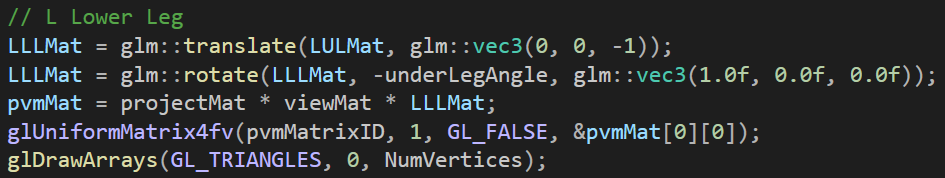 // L Lower Leg
LLLMat = glm::translate(LULMat, glm::vec3(0, 0, -1));
LLLMat = glm::rotate(LLLMat, -underLegAngle, glm::vec3(1.0f, 0.0f, 0.0f));
pvmMat = projectMat * viewMat * LLLMat;
glUniformMatrix4fv(pvmMatrixID, 1, GL_FALSE, &pvmMat[0][0]);
glDrawArrays(GL_TRIANGLES, 0, NumVertices);